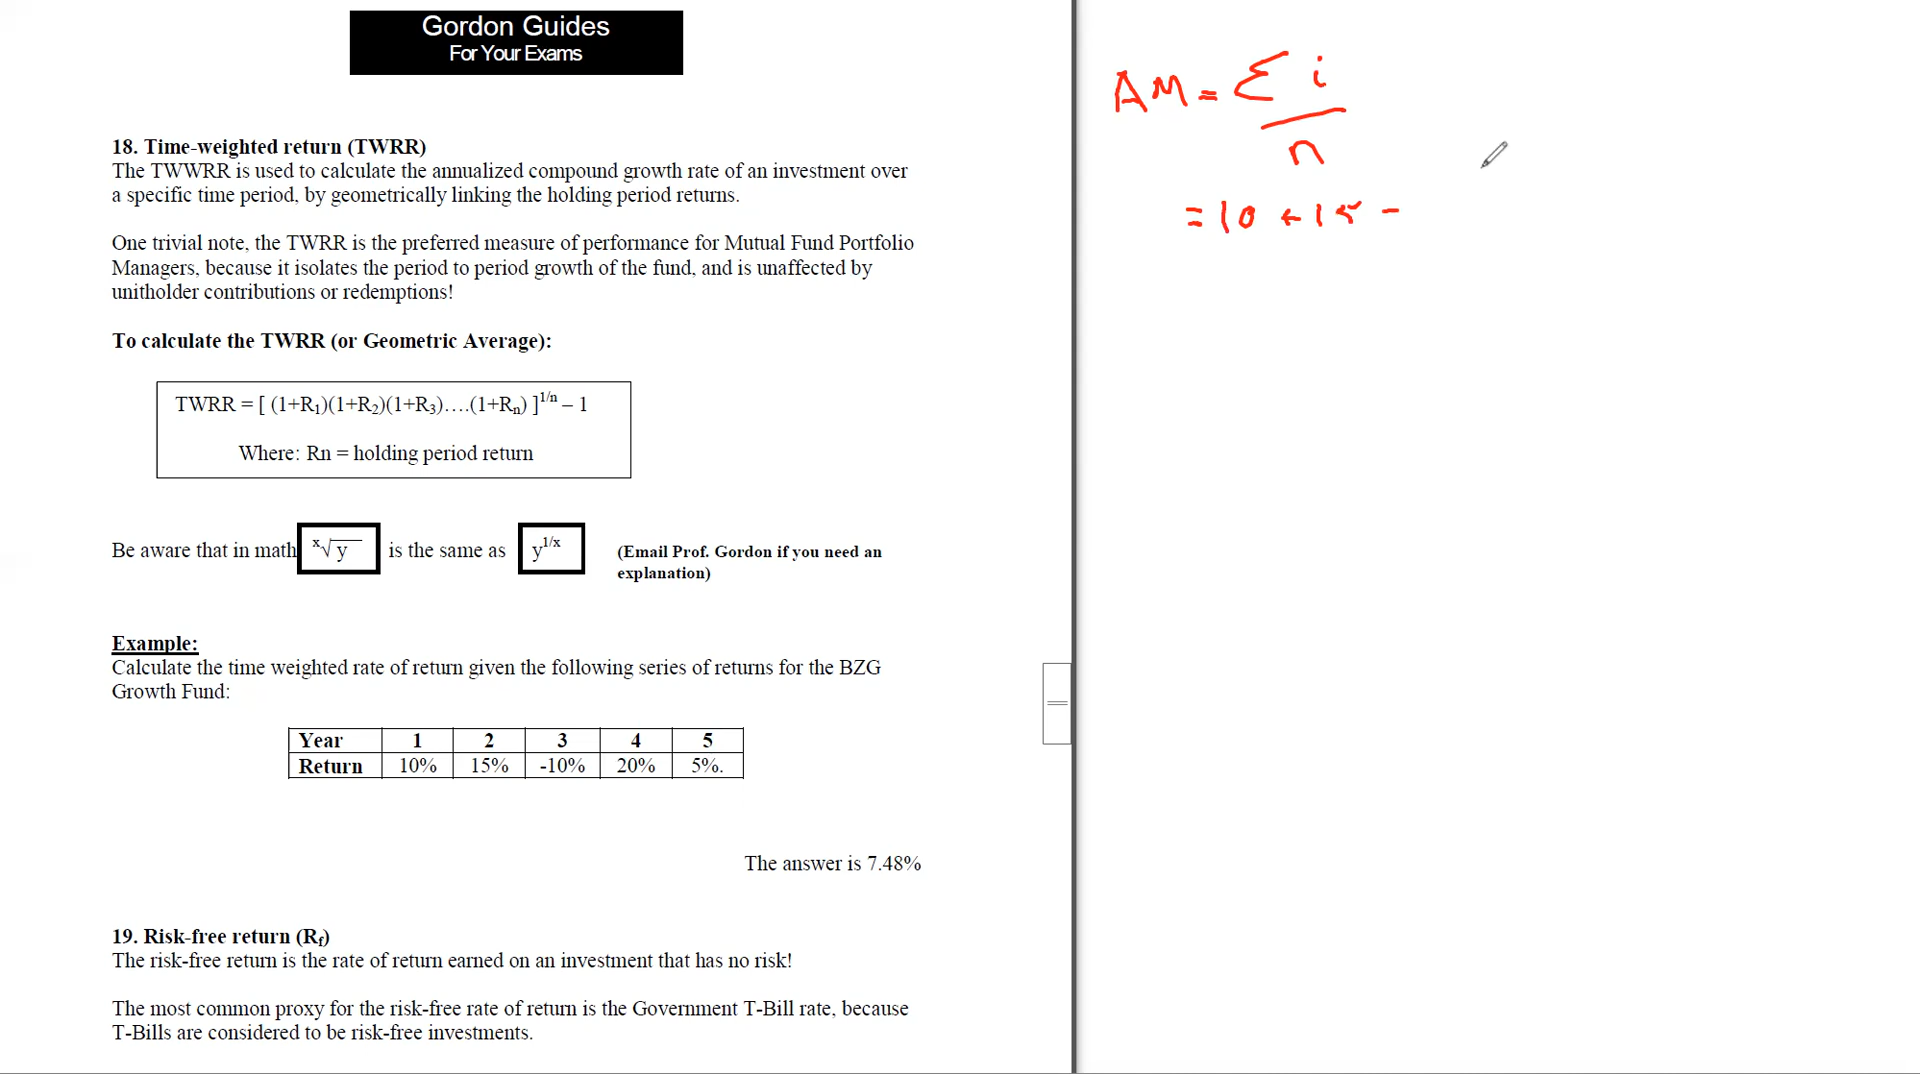 Gordon Guides
For Your Exams
18. Time-weighted return (TWRR)
The TWWRR is used to calculate the annualized compound growth rate of an investment over
a specific time period, by geometrically linking the holding period returns.
One trivial note, the TWRR is the preferred measure of performance for Mutual Fund Portfolio
Managers, because it isolates the period to period growth of the fund, and is unaffected by
unitholder contributions or redemptions!
To calculate the TWRR (or Geometric Average):
TWRR = [ (1+R₁)(1+R₂)(1+R₃)….(1+Rₙ) ]^1/n – 1
Where: Rn = holding period return
Be aware that in math ˣ√y is the same as y^1/x (Email Prof. Gordon if you need an
explanation)
Example:
Calculate the time weighted rate of return given the following series of returns for the BZG
Growth Fund:
Year 1 2 3 4 5
Return 10% 15% -10% 20% 5%.
The answer is 7.48%
19. Risk-free return (Rf)
The risk-free return is the rate of return earned on an investment that has no risk!
The most common proxy for the risk-free rate of return is the Government T-Bill rate, because
T-Bills are considered to be risk-free investments.
AM = Σ i
n
= 10 + 15 -